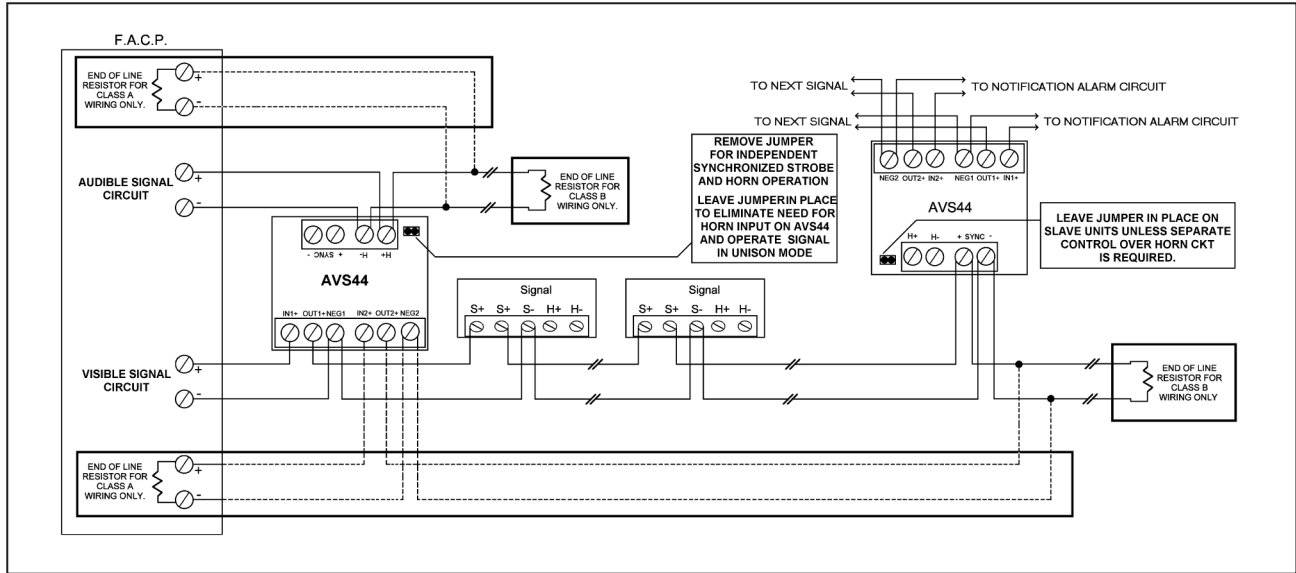 F.A.C.P.
END OF LINE
RESISTOR FOR
CLASS A
WIRING ONLY.
+
-
AUDIBLE SIGNAL
CIRCUIT
+
-
END OF LINE
RESISTOR FOR
CLASS B
WIRING ONLY.
- SYNC + H- H+
AVS44
IN1+ OUT1+ NEG1 IN2+ OUT2+ NEG2
REMOVE JUMPER
FOR INDEPENDENT
SYNCHRONIZED STROBE
AND HORN OPERATION
LEAVE JUMPER IN PLACE
TO ELIMINATE NEED FOR
HORN INPUT ON AVS44
AND OPERATE SIGNAL
IN UNISON MODE
TO NEXT SIGNAL
TO NOTIFICATION ALARM CIRCUIT
TO NEXT SIGNAL
TO NOTIFICATION ALARM CIRCUIT
NEG2 OUT2+ IN2+ NEG1 OUT1+ IN1+
AVS44
H+ H- + SYNC -
LEAVE JUMPER IN PLACE ON
SLAVE UNITS UNLESS SEPARATE
CONTROL OVER HORN CKT
IS REQUIRED.
Signal
S+ S+ S- H+ H-
Signal
S+ S+ S- H+ H-
VISIBLE SIGNAL
CIRCUIT
+
-
END OF LINE
RESISTOR FOR
CLASS B
WIRING ONLY
END OF LINE
RESISTOR FOR
CLASS A
WIRING ONLY.
+
-